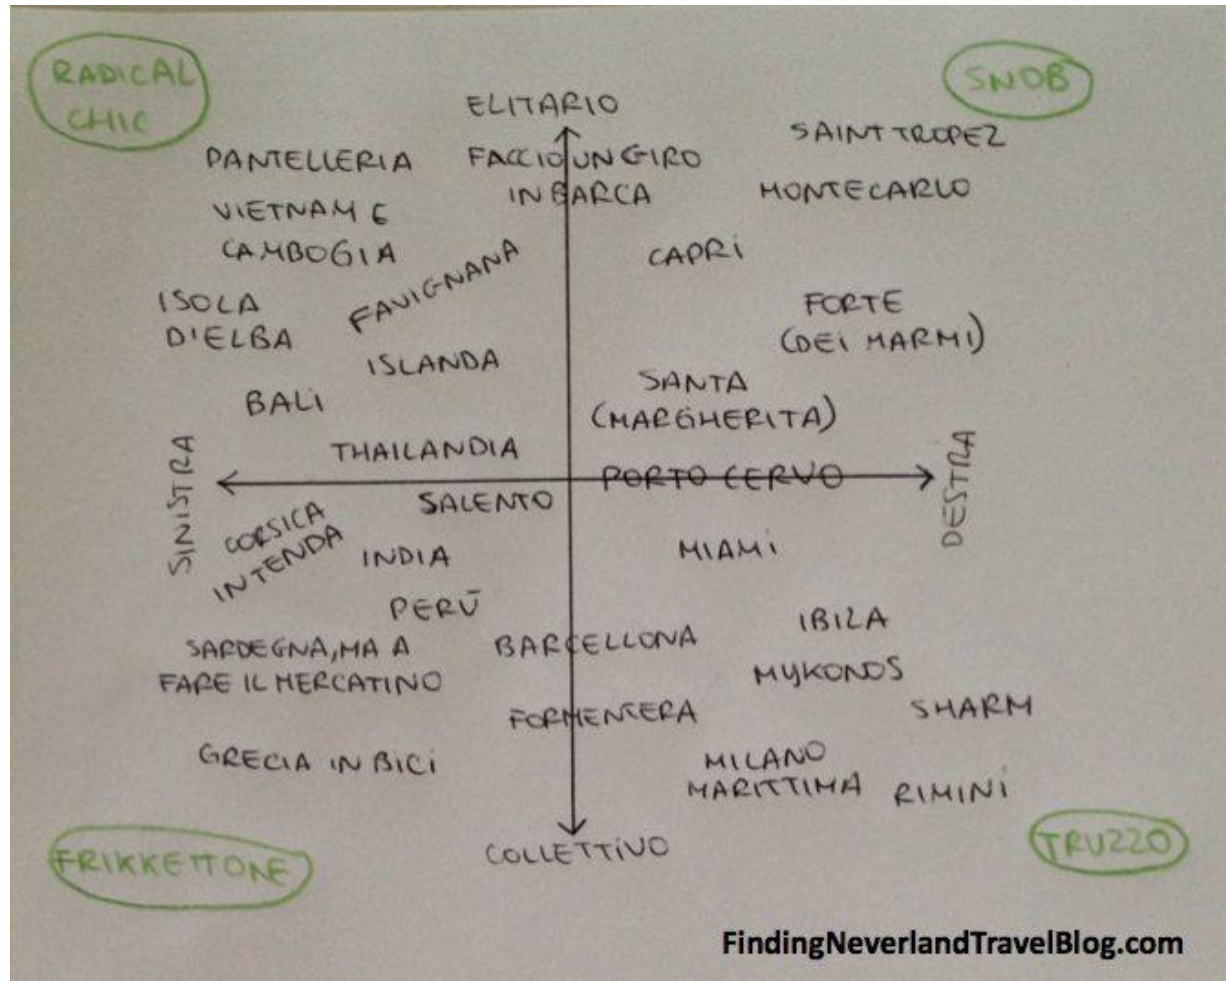 RADICAL
CHIC
SNOB
ELITARIO
SAINT TROPEZ
PANTELLERIA
FACCIO UN GIRO
IN BARCA
MONTECARLO
VIETNAM E
CAMBOGIA
CAPRI
FAVIGNANA
ISOLA
D'ELBA
FORTE
(DEI MARMI)
ISLANDA
SANTA
(MARGHERITA)
BALI
THAILANDIA
SINISTRA
PORTO CERVO
DESTRA
SALENTO
CORSICA
IN TENDA
INDIA
MIAMI
PERÙ
IBIZA
SARDEGNA, MA A
FARE IL MERCATINO
BARCELLONA
MYKONOS
SHARM
FORMENTERA
GRECIA IN BICI
MILANO
MARITTIMA
RIMINI
COLLETTIVO
FRIKKETTONE
TRUZZO
FindingNeverlandTravelBlog.com